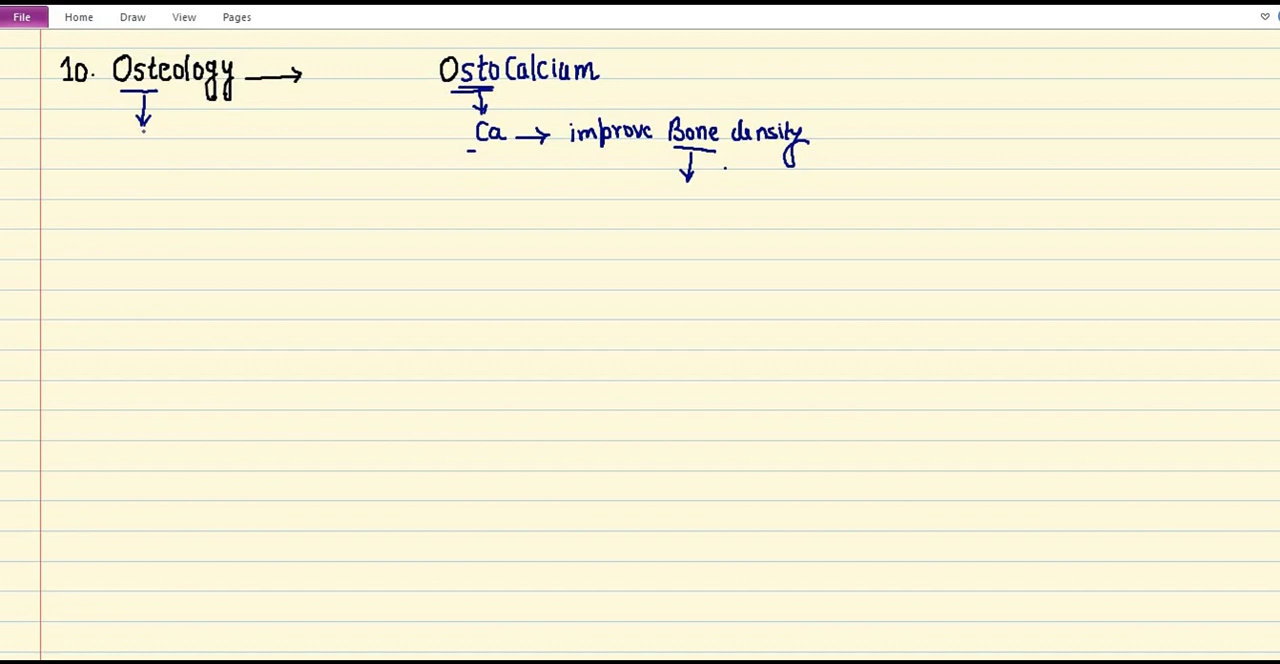 File Home Draw View Pages
10. Osteology → OstoCalcium
Ca → improve Bone density